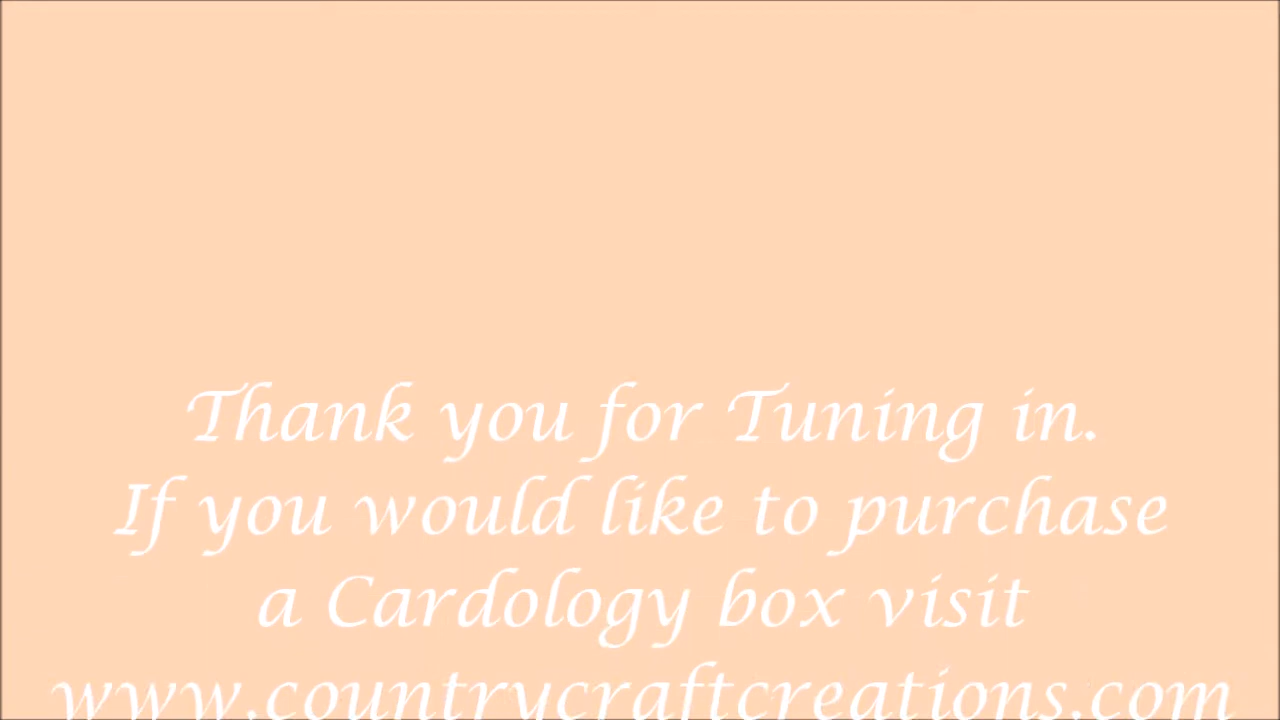 Thank you for Tuning in.
If you would like to purchase
a Cardology box visit
www.countrycraftcreations.com